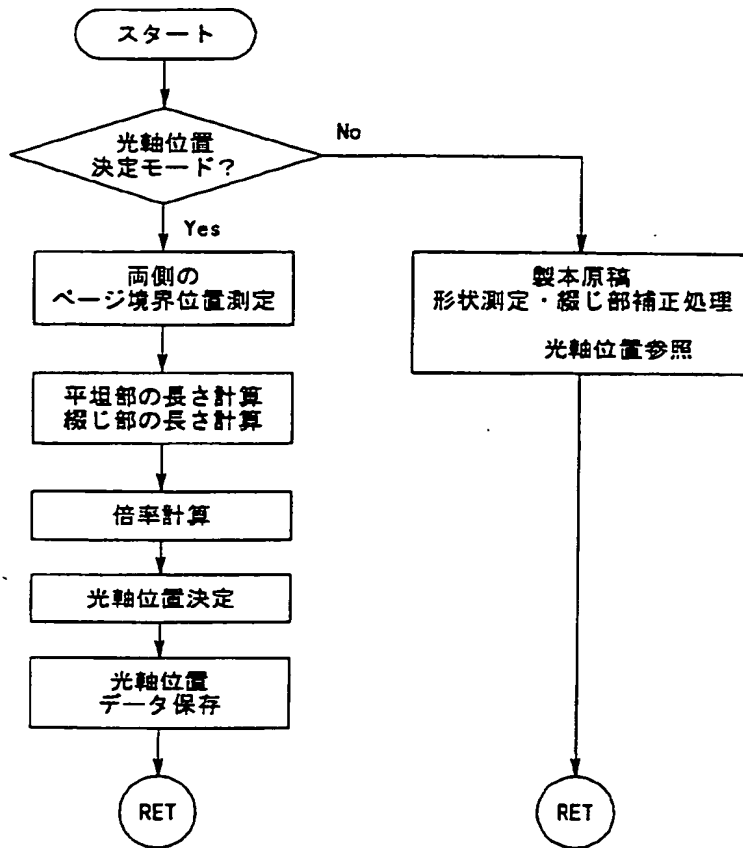 スタート
光軸位置
決定モード?
No
Yes
両側の
ページ境界位置測定
製本原稿
形状測定・綴じ部補正処理
光軸位置参照
平坦部の長さ計算
綴じ部の長さ計算
倍率計算
光軸位置決定
光軸位置
データ保存
RET
RET